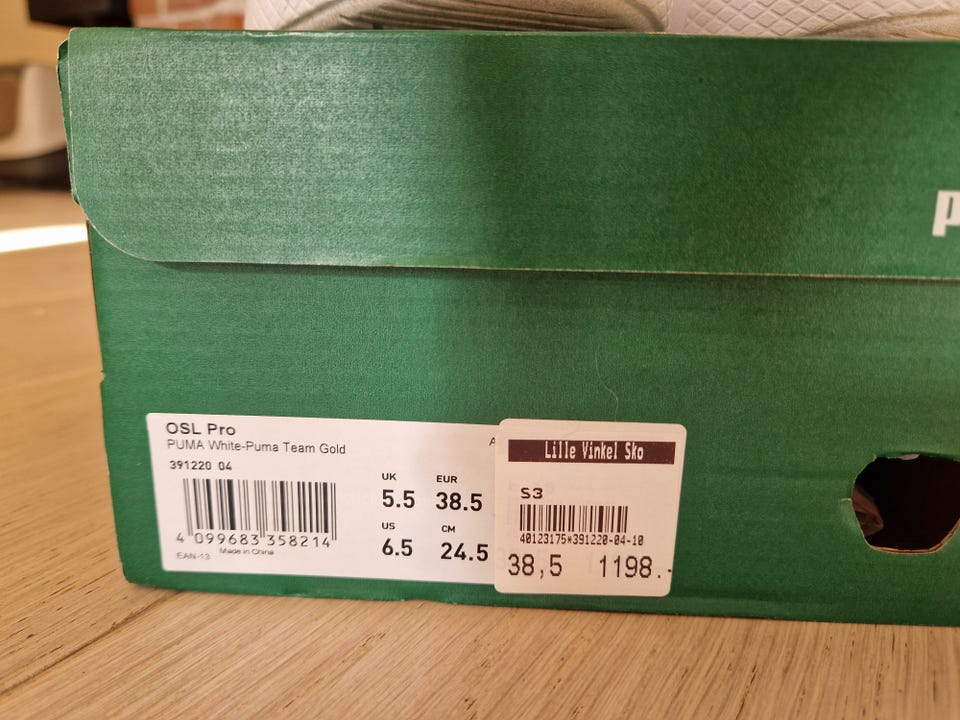 OSL Pro
PUMA White-Puma Team Gold
391220 04
UK EUR
5.5 38.5
US CM
6.5 24.5
4 099683 358214
EAN-13 Made in China
Lille Vinkel Sko
S3
40123175*391220-04-10
38,5 1198.-